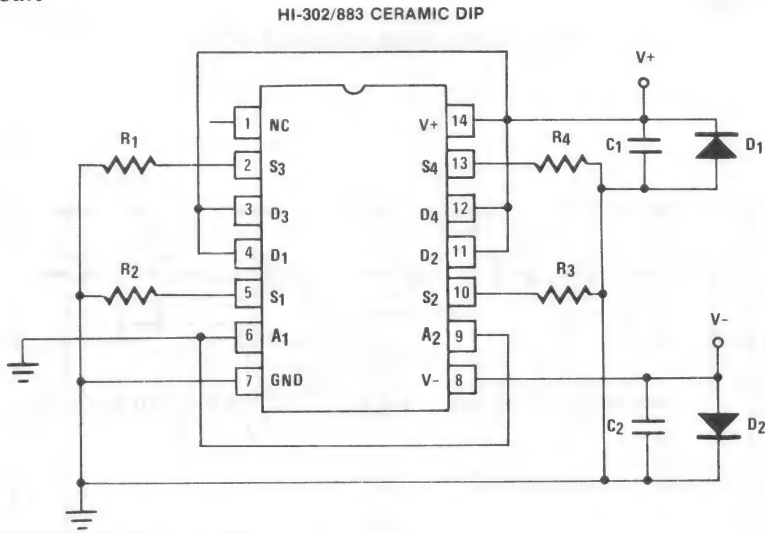 HI-302/883 CERAMIC DIP
V+
1 NC V+ 14
R1 R4 C1 D1
2 S3 S4 13
3 D3 D4 12
4 D1 D2 11
R2 R3
5 S1 S2 10
6 A1 A2 9
V-
7 GND V- 8
C2 D2